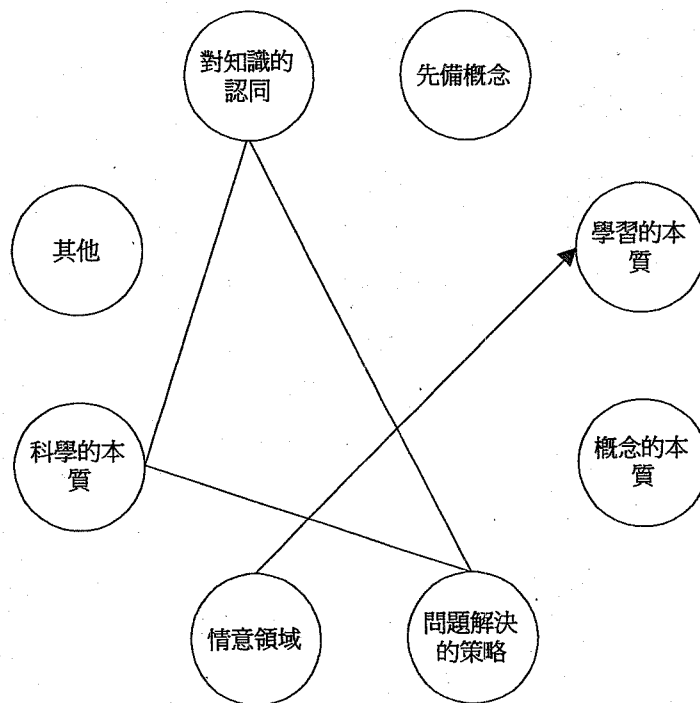 對知識的
認同
先備概念
其他
學習的本
質
科學的本
質
概念的本
質
情意領域
問題解決
的策略